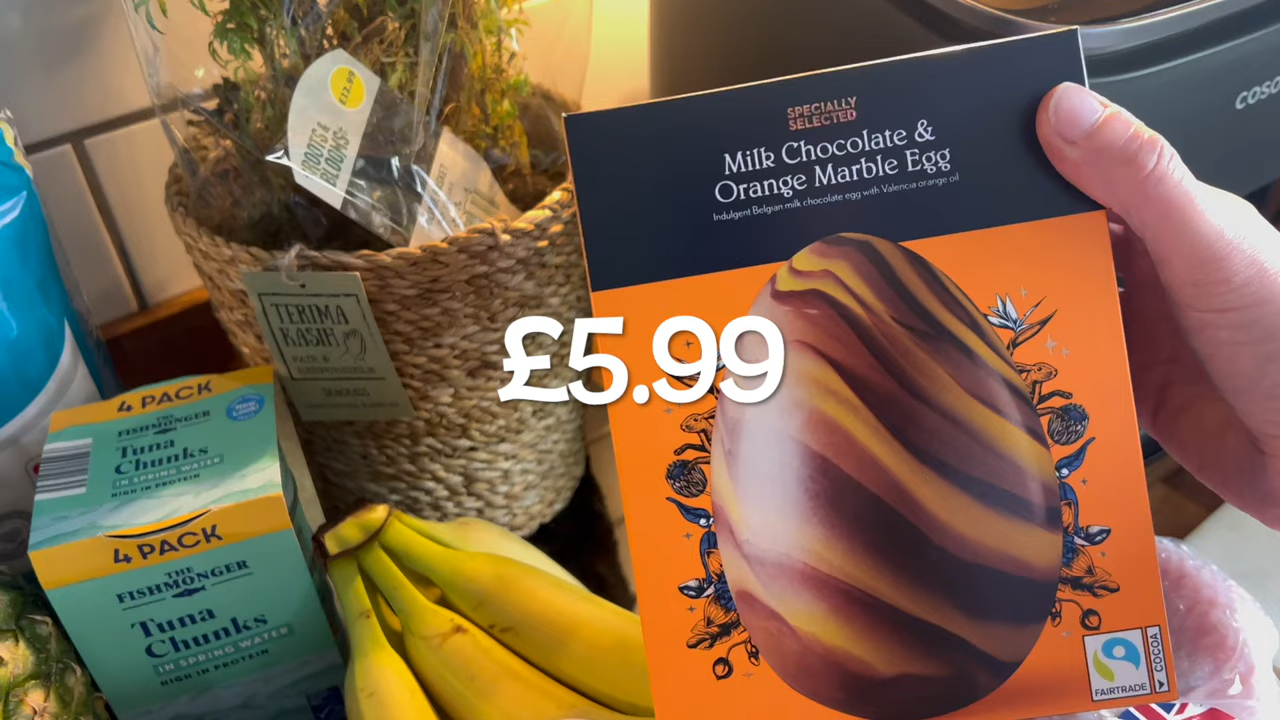 £12.99
ROOTS &
BLOOMS
TERIMA
KASIH
4 PACK
THE
FISHMONGER
Tuna
Chunks
IN SPRING WATER
HIGH IN PROTEIN
4 PACK
THE
FISHMONGER
Tuna
Chunks
IN SPRING WATER
HIGH IN PROTEIN
£5.99
SPECIALLY
SELECTED
Milk Chocolate &
Orange Marble Egg
Indulgent Belgian milk chocolate egg with Valencia orange oil
FAIRTRADE
COCOA
COSO